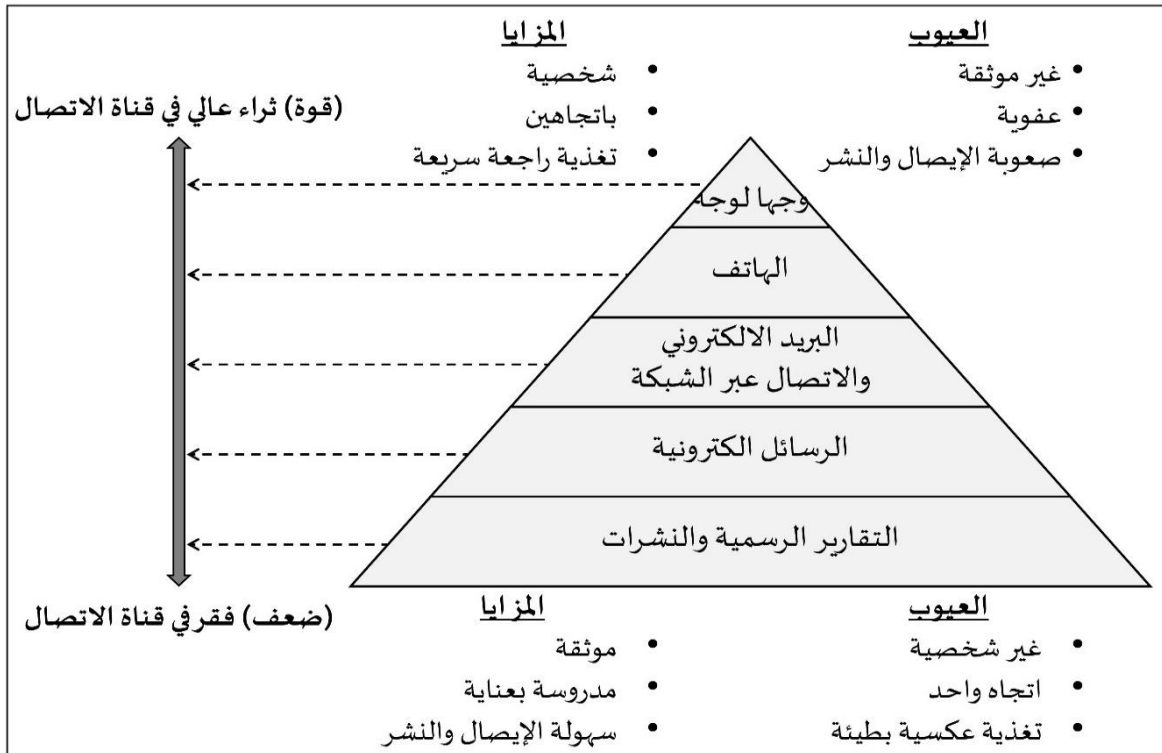 العيوب
• غير موثقة
• عفوية
• صعوبة الإيصال والنشر
المزايا
• شخصية
• باتجاهين
• تغذية راجعة سريعة
(قوة) ثراء عالي في قناة الاتصال
وجها لوجه
الهاتف
البريد الالكتروني
والاتصال عبر الشبكة
الرسائل الكترونية
التقارير الرسمية والنشرات
(ضعف) فقر في قناة الاتصال
العيوب
• غير شخصية
• اتجاه واحد
• تغذية عكسية بطيئة
المزايا
• موثقة
• مدروسة بعناية
• سهولة الإيصال والنشر